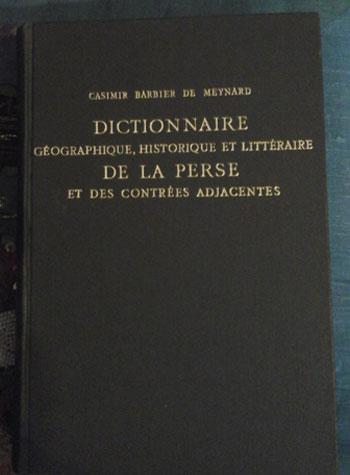 CASIMIR BARBIER DE MEYNARD
DICTIONNAIRE
GÉOGRAPHIQUE, HISTORIQUE ET LITTÉRAIRE
DE LA PERSE
ET DES CONTRÉES ADJACENTES